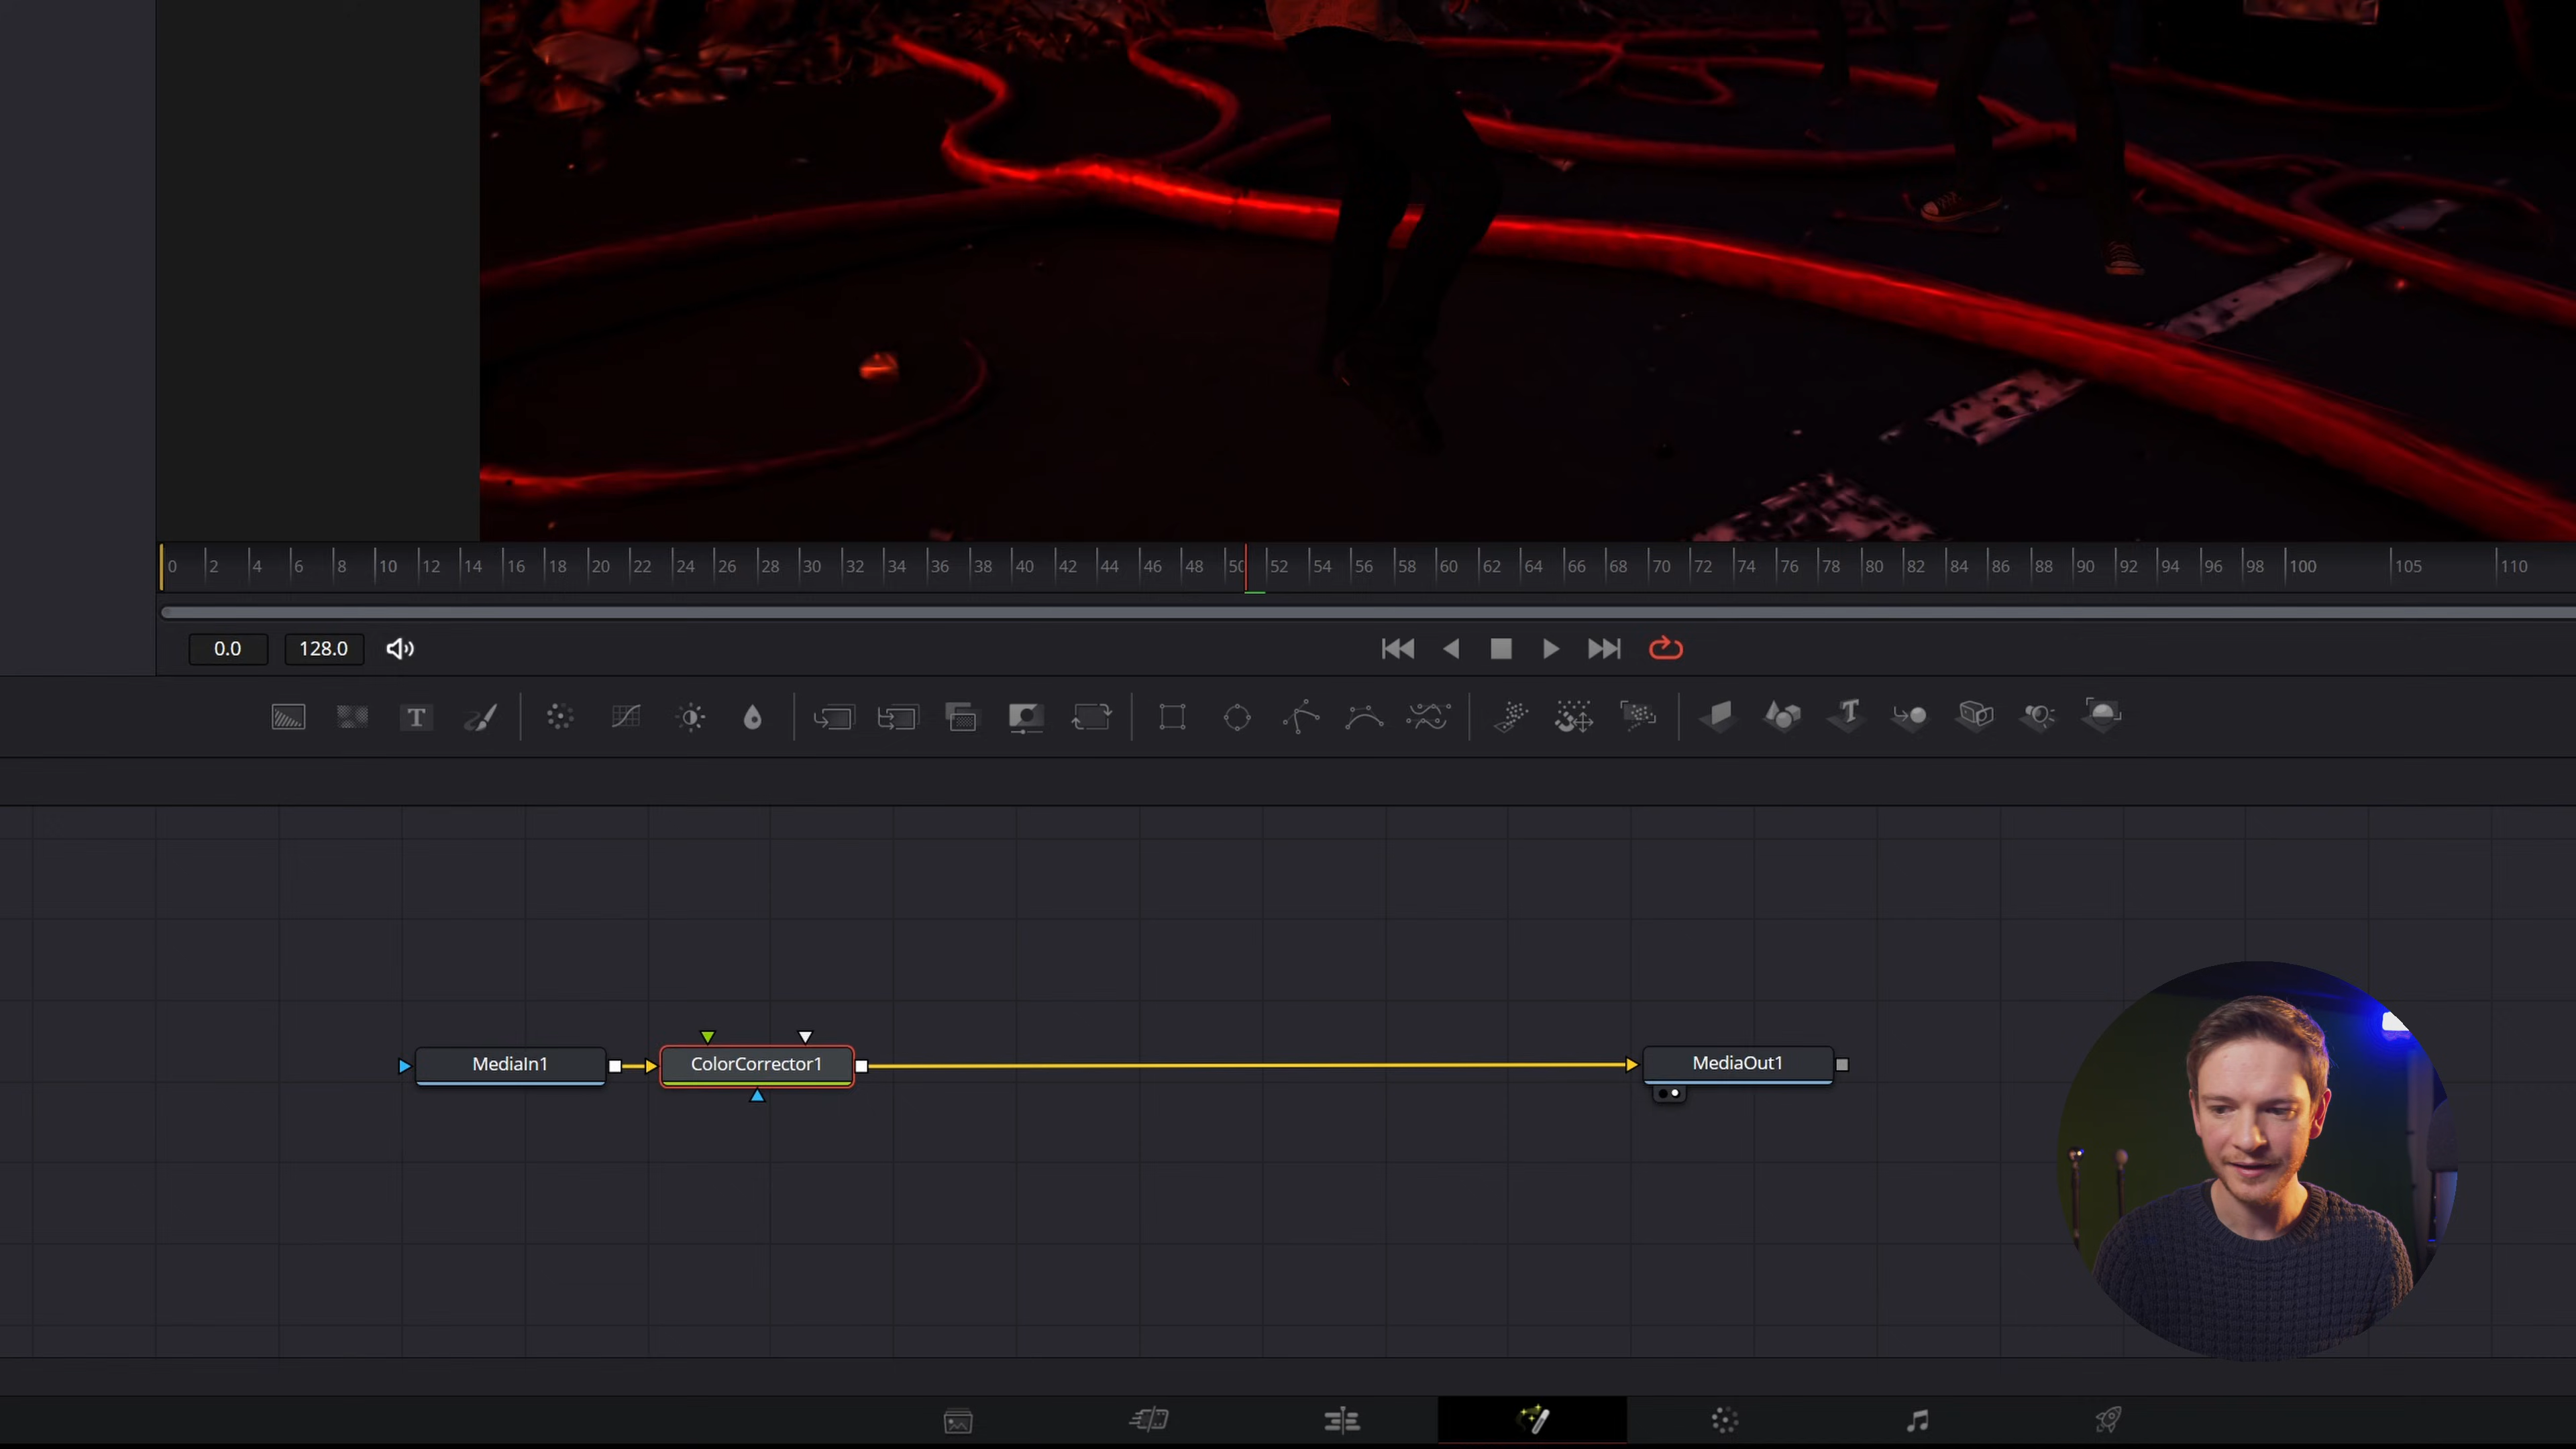 0 2 4 6 8 10 12 14 16 18 20 22 24 26 28 30 32 34 36 38 40 42 44 46 48 50 52 54 56 58 60 62 64 66 68 70 72 74 76 78 80 82 84 86 88 90 92 94 96 98 100 105 110
0.0 128.0
T T
MediaIn1 ColorCorrector1 MediaOut1